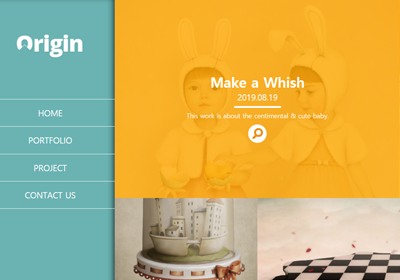 Origin
HOME
PORTFOLIO
PROJECT
CONTACT US
Make a Whish
2019.08.19
This work is about the centimental & cute baby.